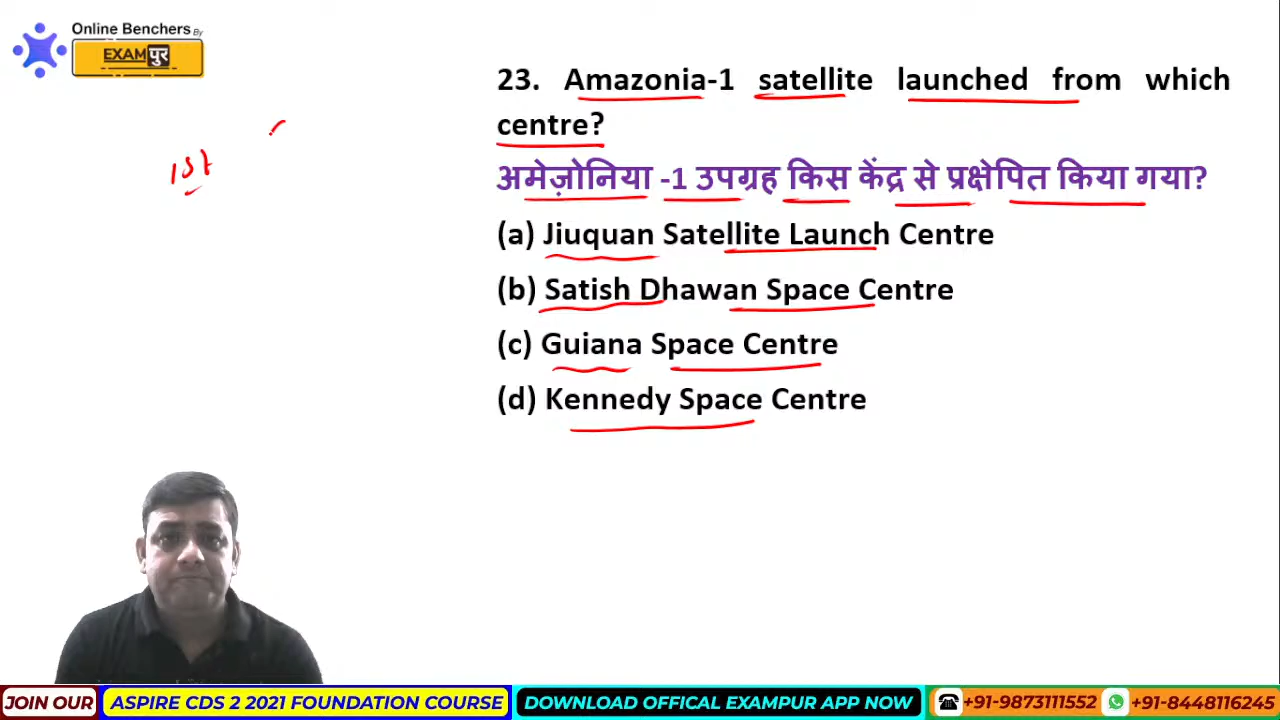 Online Benchers By
EXAMपुर
23. Amazonia-1 satellite launched from which
centre?
1st
अमेज़ोनिया -1 उपग्रह किस केंद्र से प्रक्षेपित किया गया?
(a) Jiuquan Satellite Launch Centre
(b) Satish Dhawan Space Centre
(c) Guiana Space Centre
(d) Kennedy Space Centre
JOIN OUR ASPIRE CDS 2 2021 FOUNDATION COURSE DOWNLOAD OFFICAL EXAMPUR APP NOW +91-9873111552 +91-8448116245